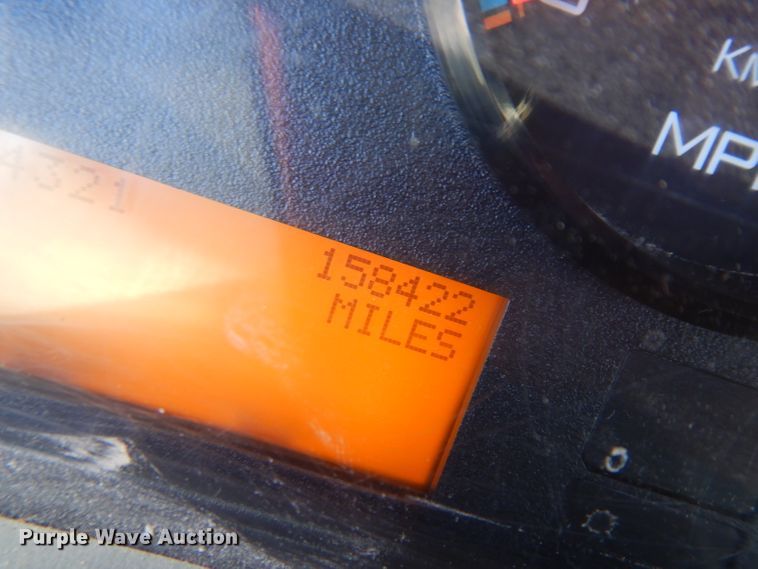 KM
MPH
4321
158422
MILES
Purple Wave Auction